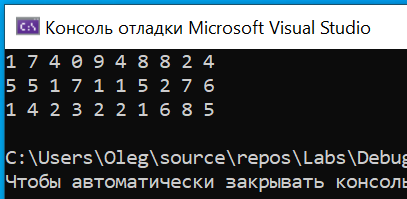 Консоль отладки Microsoft Visual Studio
1 7 4 0 9 4 8 8 2 4
5 5 1 7 1 1 5 2 7 6
1 4 2 3 2 2 1 6 8 5
C:\Users\Oleg\source\repos\Labs\Debug
Чтобы автоматически закрывать консоль